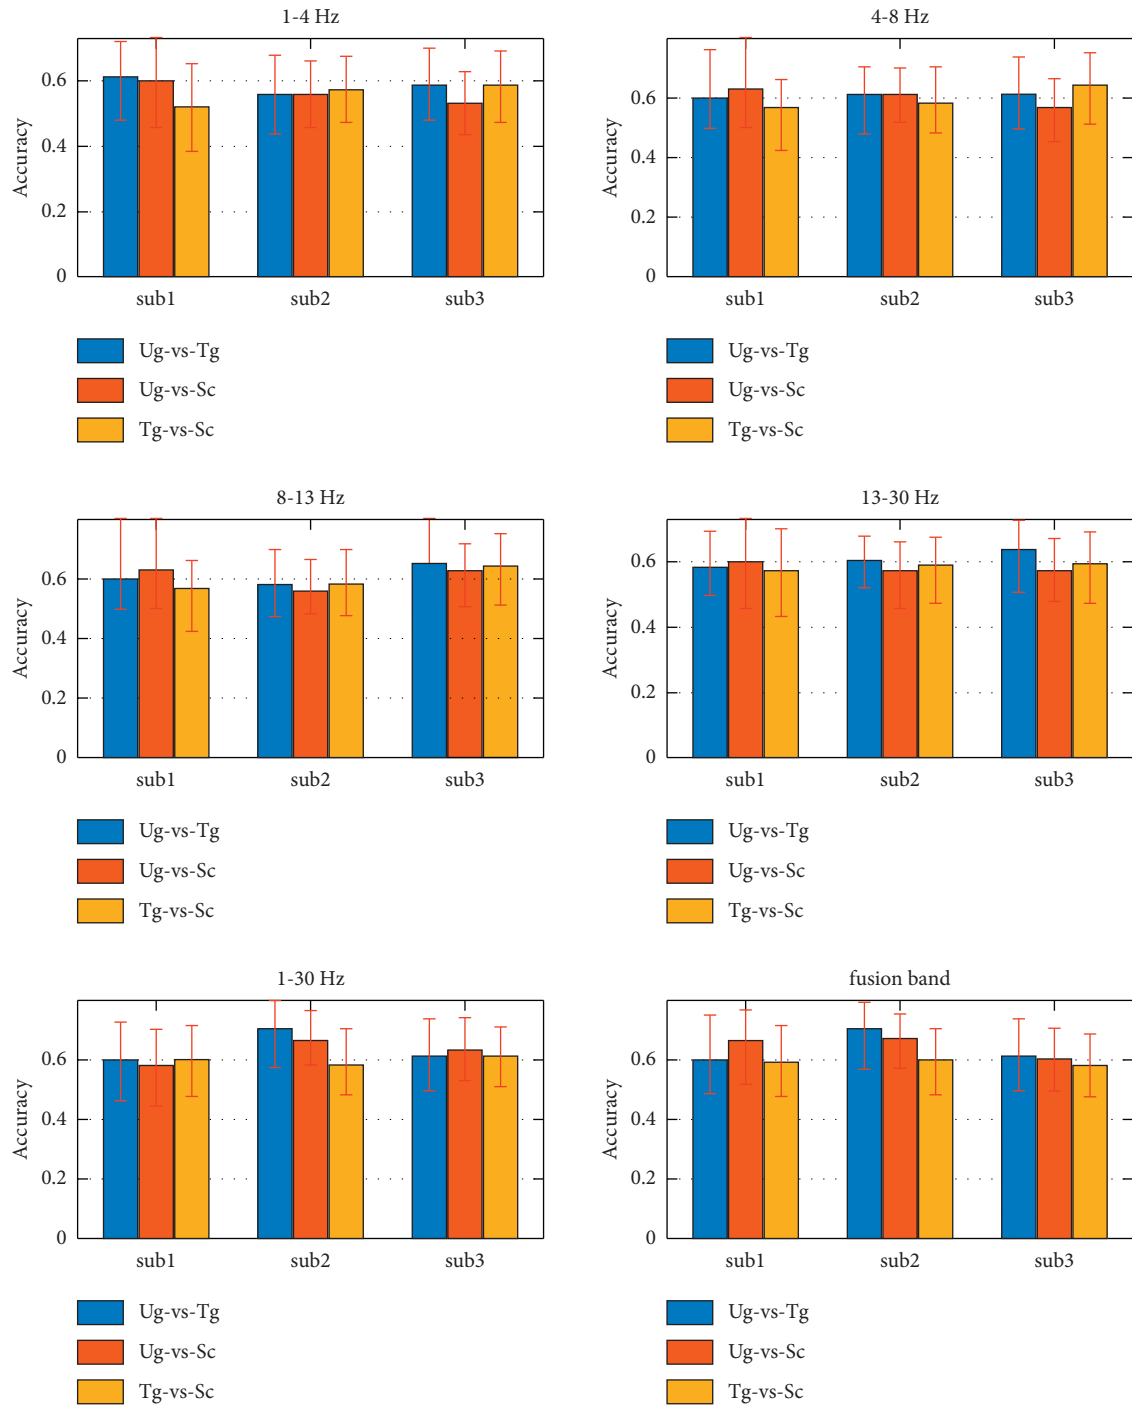 1-4 Hz
Accuracy
0.6
0.4
0.2
0
sub1 sub2 sub3
Ug-vs-Tg
Ug-vs-Sc
Tg-vs-Sc
4-8 Hz
Accuracy
0.6
0.4
0.2
0
sub1 sub2 sub3
Ug-vs-Tg
Ug-vs-Sc
Tg-vs-Sc
8-13 Hz
Accuracy
0.6
0.4
0.2
0
sub1 sub2 sub3
Ug-vs-Tg
Ug-vs-Sc
Tg-vs-Sc
13-30 Hz
Accuracy
0.6
0.4
0.2
0
sub1 sub2 sub3
Ug-vs-Tg
Ug-vs-Sc
Tg-vs-Sc
1-30 Hz
Accuracy
0.6
0.4
0.2
0
sub1 sub2 sub3
Ug-vs-Tg
Ug-vs-Sc
Tg-vs-Sc
fusion band
Accuracy
0.6
0.4
0.2
0
sub1 sub2 sub3
Ug-vs-Tg
Ug-vs-Sc
Tg-vs-Sc